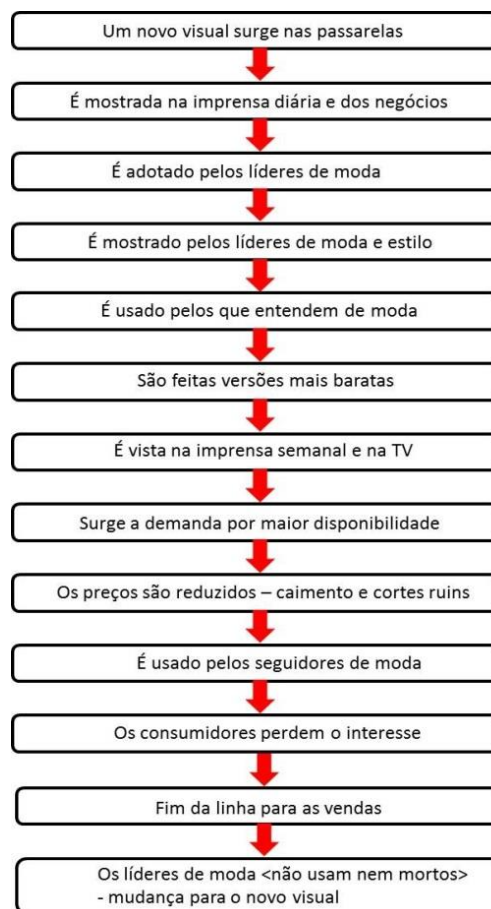 Um novo visual surge nas passarelas
É mostrada na imprensa diária e dos negócios
É adotado pelos líderes de moda
É mostrado pelos líderes de moda e estilo
É usado pelos que entendem de moda
São feitas versões mais baratas
É vista na imprensa semanal e na TV
Surge a demanda por maior disponibilidade
Os preços são reduzidos – caimento e cortes ruins
É usado pelos seguidores de moda
Os consumidores perdem o interesse
Fim da linha para as vendas
Os líderes de moda <não usam nem mortos>
- mudança para o novo visual